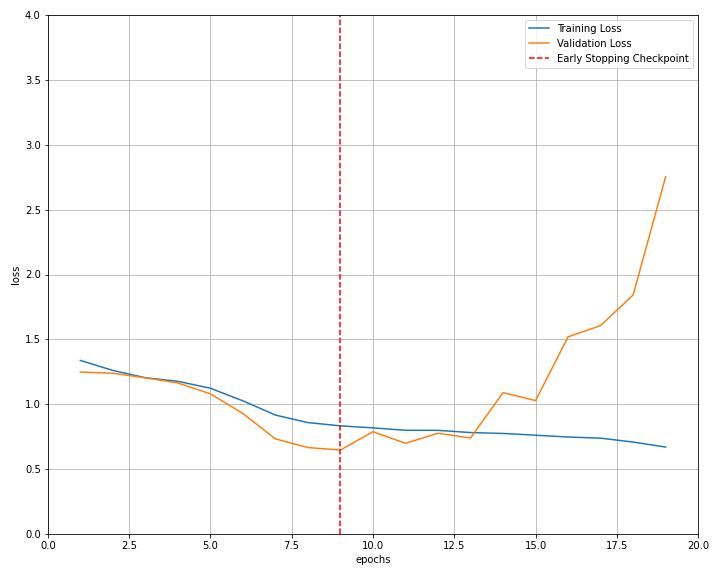 4.0
3.5
3.0
2.5
2.0
1.5
1.0
0.5
0.0
loss
Training Loss
Validation Loss
Early Stopping Checkpoint
0.0 2.5 5.0 7.5 10.0 12.5 15.0 17.5 20.0
epochs